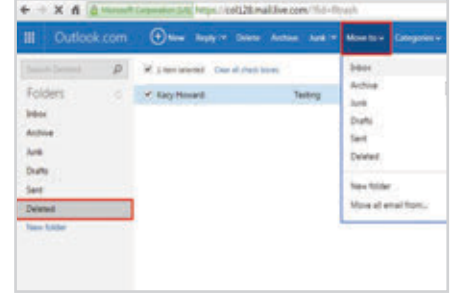 Microsoft Corporation [US] https://col128.mail.live.com/?fid=fltrash
Outlook.com
New Reply Delete Archive Junk Move to Categories
Search Deleted
1 item selected Clear all check boxes
Folders
Kacy Howard Testing
Inbox
Archive
Junk
Drafts
Sent
Deleted
New folder
Inbox
Archive
Junk
Drafts
Sent
Deleted
New folder
Move all email from...